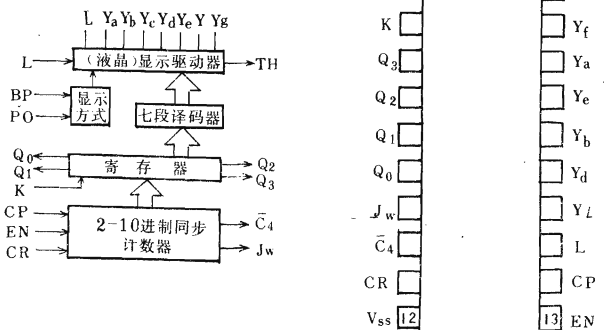 L Ya Yb Yc Yd Ye Y Yg
L (液晶)显示驱动器 TH
BP
PO
显示
方式
七段译码器
Q0
Q1
K
寄存器
Q2
Q3
CP
EN
CR
2-10进制同步
计数器
C̄4
Jw
K Yf
Q3 Ya
Q2 Ye
Q1 Yb
Q0 Yd
Jw YL
C̄4 L
CR CP
Vss 12 13 EN